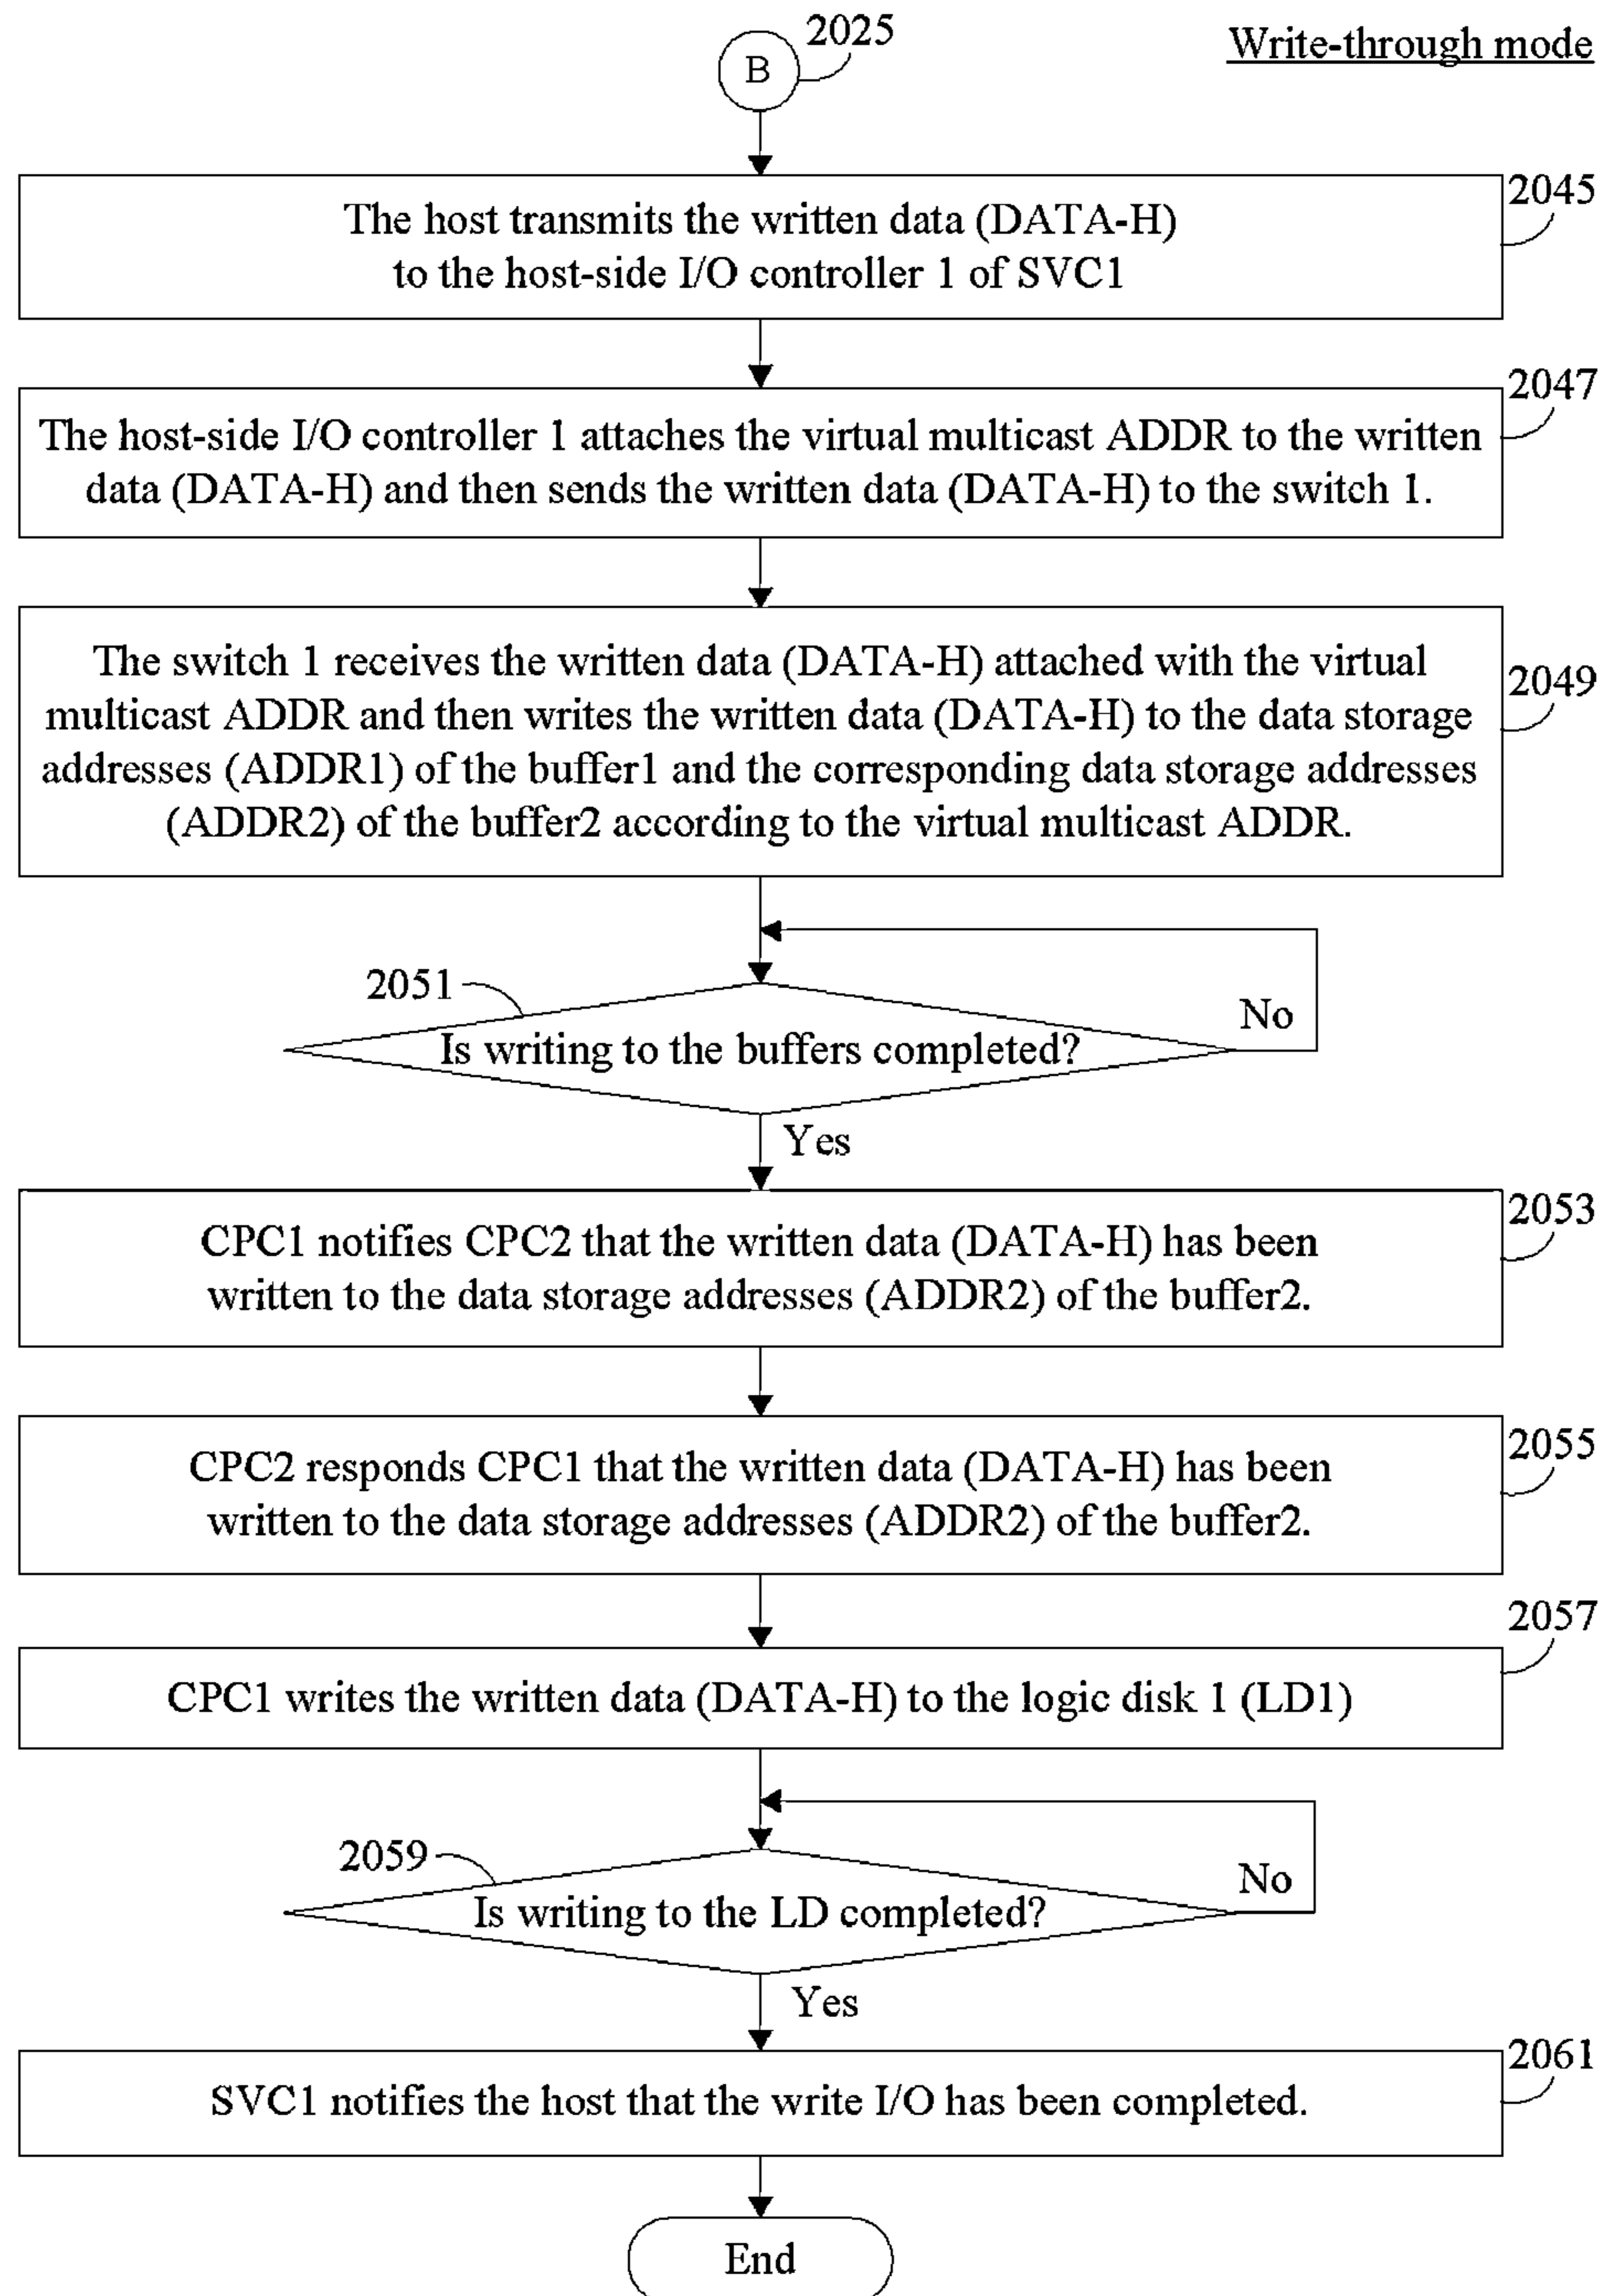 B
2025
Write-through mode
2045
The host transmits the written data (DATA-H)
to the host-side I/O controller 1 of SVC1
2047
The host-side I/O controller 1 attaches the virtual multicast ADDR to the written
data (DATA-H) and then sends the written data (DATA-H) to the switch 1.
2049
The switch 1 receives the written data (DATA-H) attached with the virtual
multicast ADDR and then writes the written data (DATA-H) to the data storage
addresses (ADDR1) of the buffer1 and the corresponding data storage addresses
(ADDR2) of the buffer2 according to the virtual multicast ADDR.
2051
No
Is writing to the buffers completed?
Yes
2053
CPC1 notifies CPC2 that the written data (DATA-H) has been
written to the data storage addresses (ADDR2) of the buffer2.
2055
CPC2 responds CPC1 that the written data (DATA-H) has been
written to the data storage addresses (ADDR2) of the buffer2.
2057
CPC1 writes the written data (DATA-H) to the logic disk 1 (LD1)
2059
No
Is writing to the LD completed?
Yes
2061
SVC1 notifies the host that the write I/O has been completed.
End